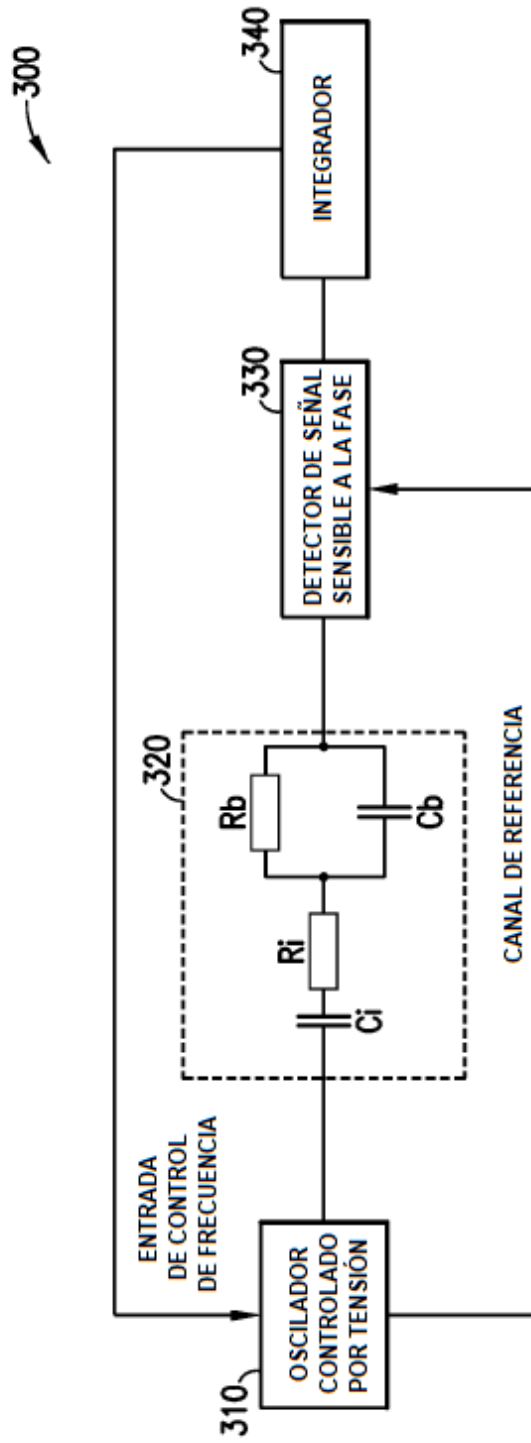 300
ENTRADA
DE CONTROL
DE FRECUENCIA
310
OSCILADOR
CONTROLADO
POR TENSIÓN
320
Ci
Ri
Rb
Cb
330
DETECTOR DE SEÑAL
SENSIBLE A LA FASE
340
INTEGRADOR
CANAL DE REFERENCIA